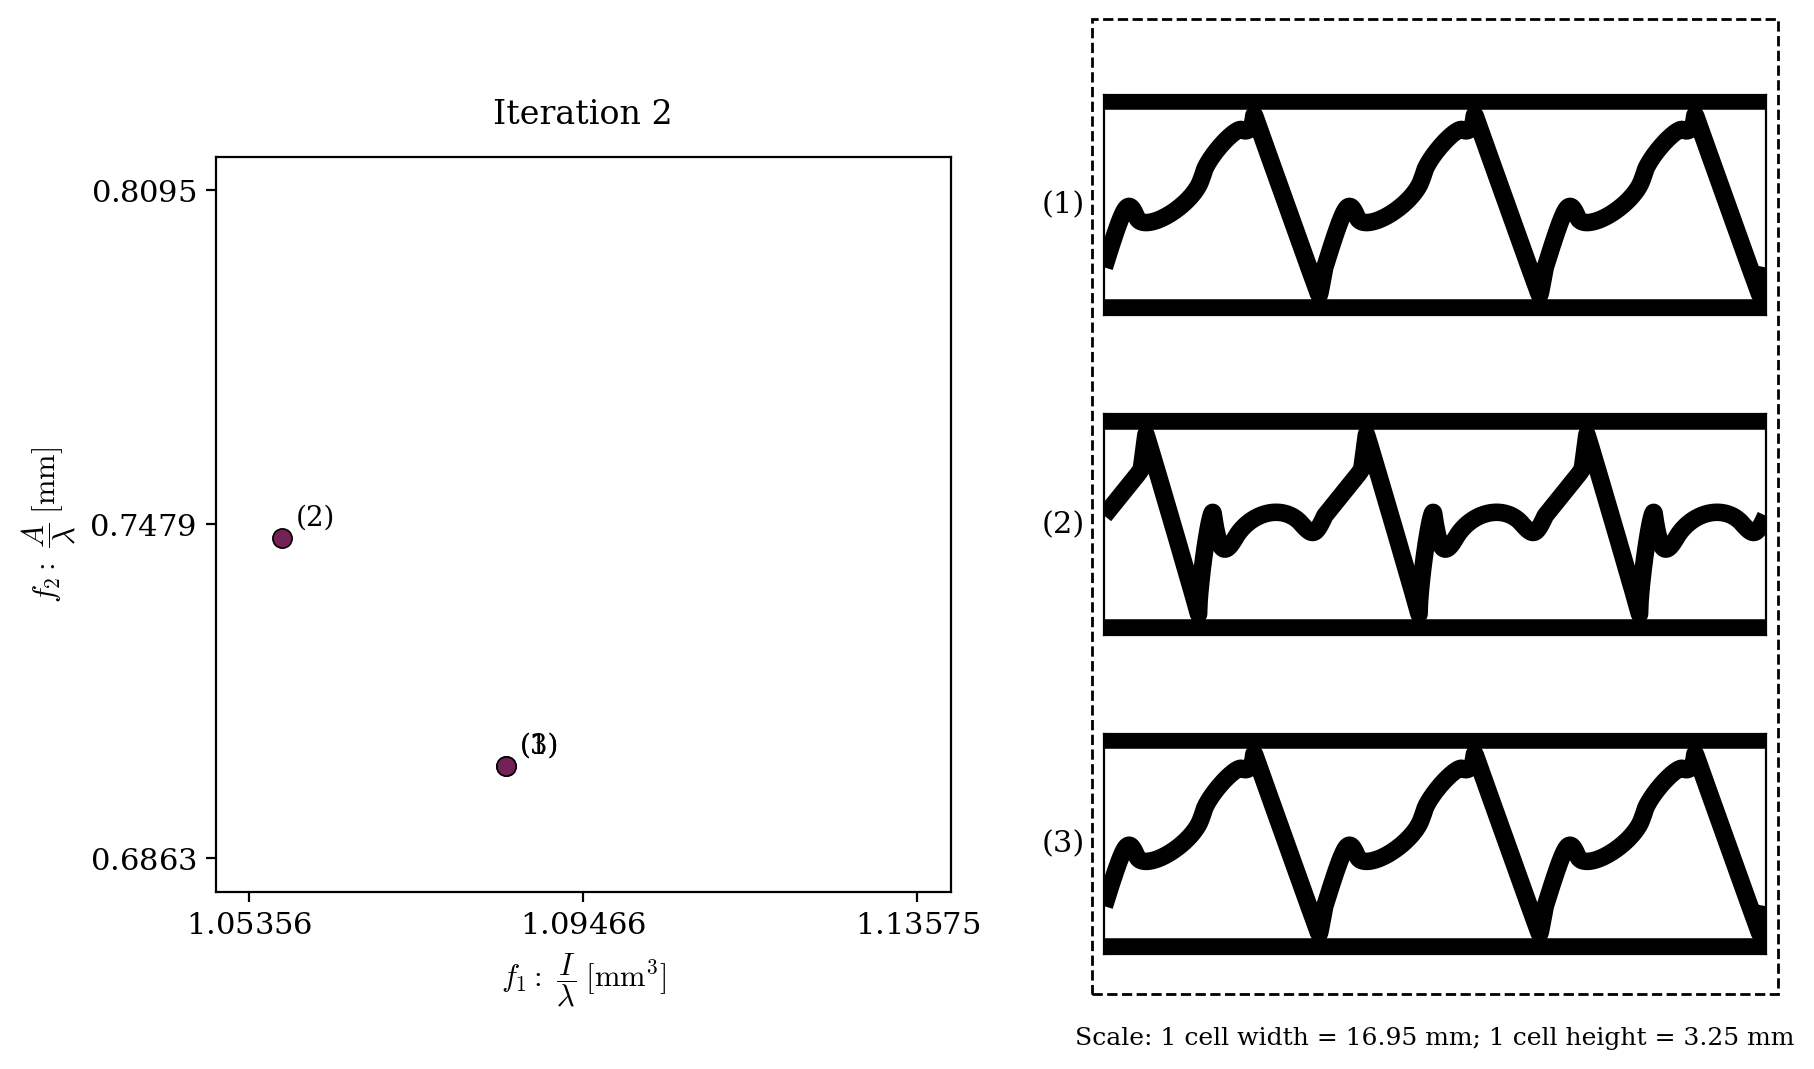 Iteration 2
0.8095
0.7479
0.6863
f₂ : A/λ [mm]
(2)
(1)
(3)
1.05356 1.09466 1.13575
f₁ : I/λ [mm³]
(1)
(2)
(3)
Scale: 1 cell width = 16.95 mm; 1 cell height = 3.25 mm